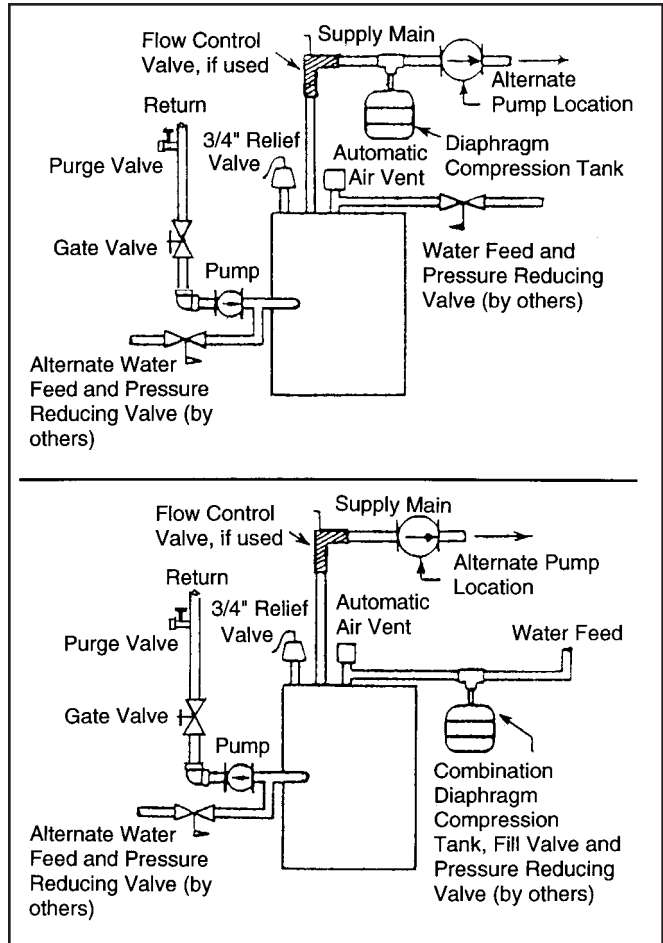 Supply Main
Flow Control
Valve, if used
Alternate
Pump Location
Return
3/4" Relief
Valve
Diaphragm
Compression Tank
Purge Valve
Automatic
Air Vent
Gate Valve
Pump
Water Feed and
Pressure Reducing
Valve (by others)
Alternate Water
Feed and Pressure
Reducing Valve (by
others)
Supply Main
Flow Control
Valve, if used
Alternate Pump
Location
Return
3/4" Relief
Valve
Automatic
Air Vent
Water Feed
Purge Valve
Gate Valve
Pump
Combination
Diaphragm
Compression
Tank, Fill Valve and
Pressure Reducing
Valve (by others)
Alternate Water
Feed and Pressure
Reducing Valve (by
others)